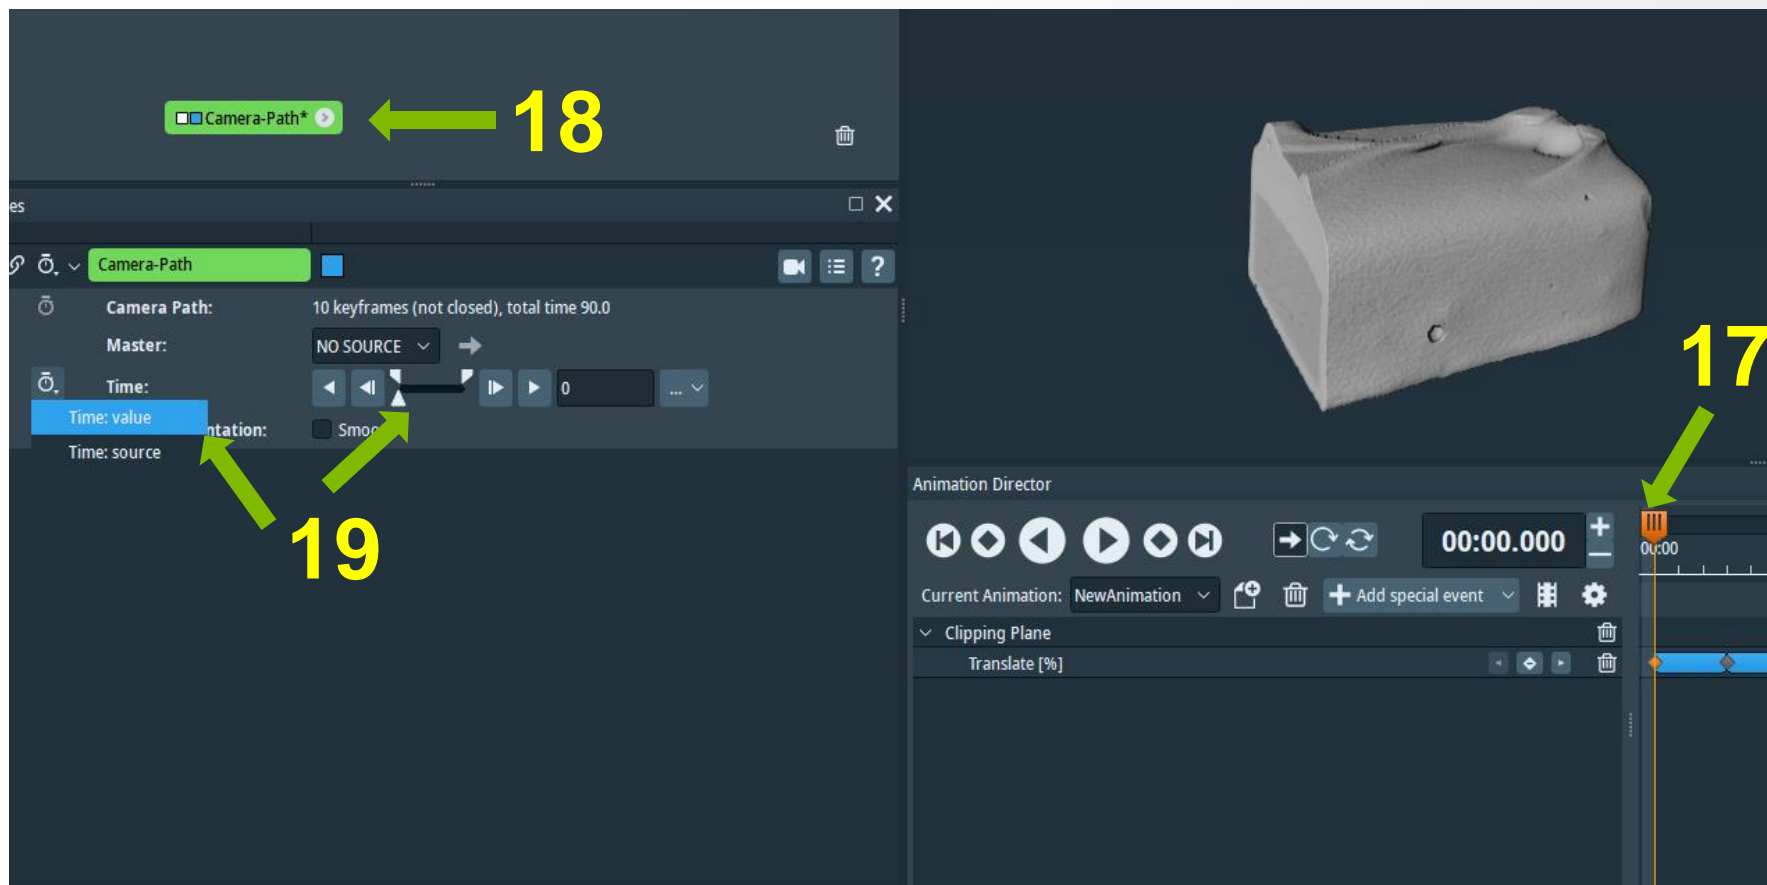 Camera-Path*
18
es
Camera-Path
?
Camera Path:
10 keyframes (not closed), total time 90.0
Master:
NO SOURCE
Time:
0
...
Time: value
ntation:
Smoo
Time: source
19
17
Animation Director
00:00.000
00:00
Current Animation:
NewAnimation
Add special event
Clipping Plane
Translate [%]